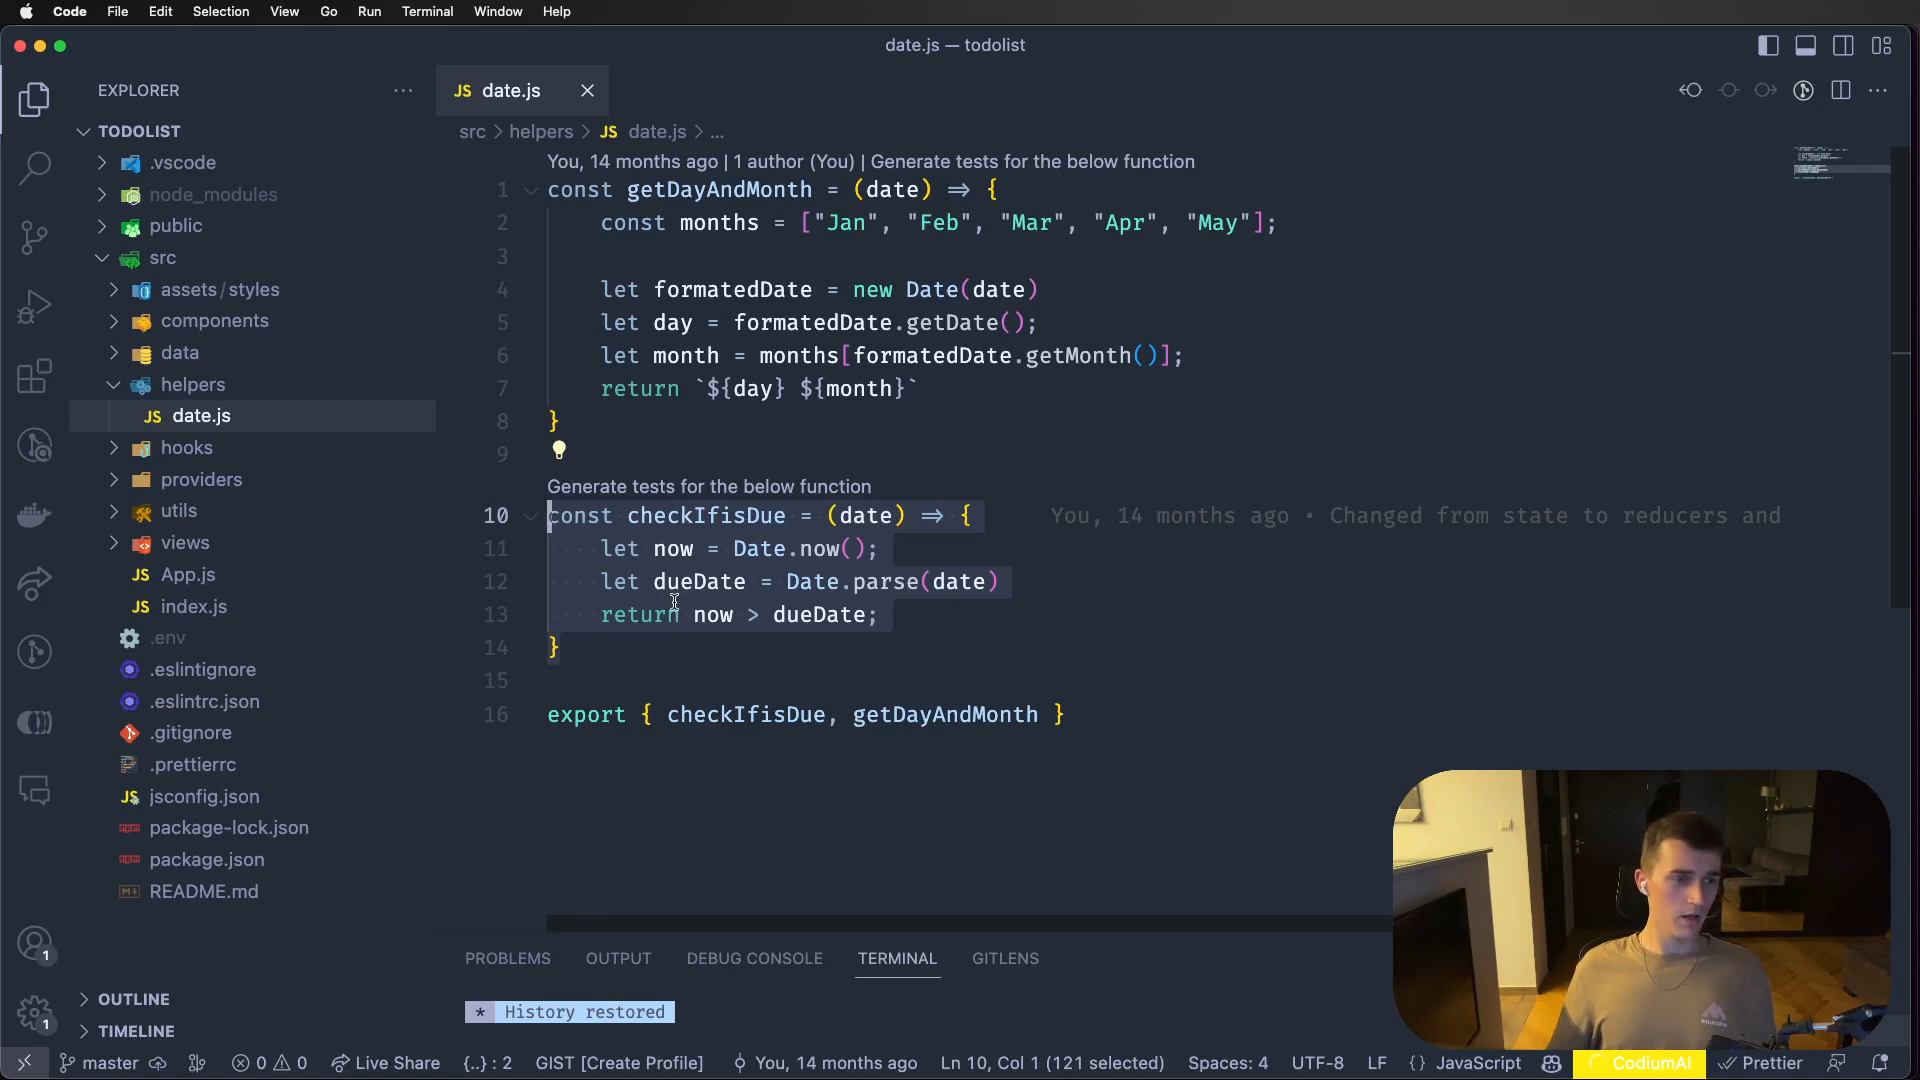 Code File Edit Selection View Go Run Terminal Window Help
date.js — todolist
EXPLORER ...
JS date.js
TODOLIST
.vscode
node_modules
public
src
assets/styles
components
data
helpers
JS date.js
hooks
providers
utils
views
JS App.js
JS index.js
.env
.eslintignore
.eslintrc.json
.gitignore
.prettierrc
JS jsconfig.json
package-lock.json
package.json
README.md
OUTLINE
TIMELINE
1
1
src > helpers > JS date.js > ...
You, 14 months ago | 1 author (You) | Generate tests for the below function
1 const getDayAndMonth = (date) => {
2 const months = ["Jan", "Feb", "Mar", "Apr", "May"];
3
4 let formatedDate = new Date(date)
5 let day = formatedDate.getDate();
6 let month = months[formatedDate.getMonth()];
7 return `${day} ${month}`
8 }
9
Generate tests for the below function
10 const checkIfisDue = (date) => { You, 14 months ago • Changed from state to reducers and
11 let now = Date.now();
12 let dueDate = Date.parse(date)
13 return now > dueDate;
14 }
15
16 export { checkIfisDue, getDayAndMonth }
PROBLEMS OUTPUT DEBUG CONSOLE TERMINAL GITLENS
* History restored
master 0 0 Live Share {..} : 2 GIST [Create Profile] You, 14 months ago Ln 10, Col 1 (121 selected) Spaces: 4 UTF-8 LF {} JavaScript CodiumAI Prettier